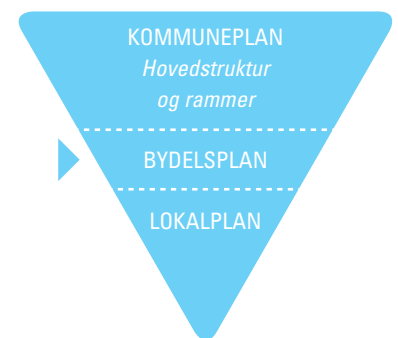 KOMMUNEPLAN
Hovedstruktur
og rammer
BYDELSPLAN
LOKALPLAN